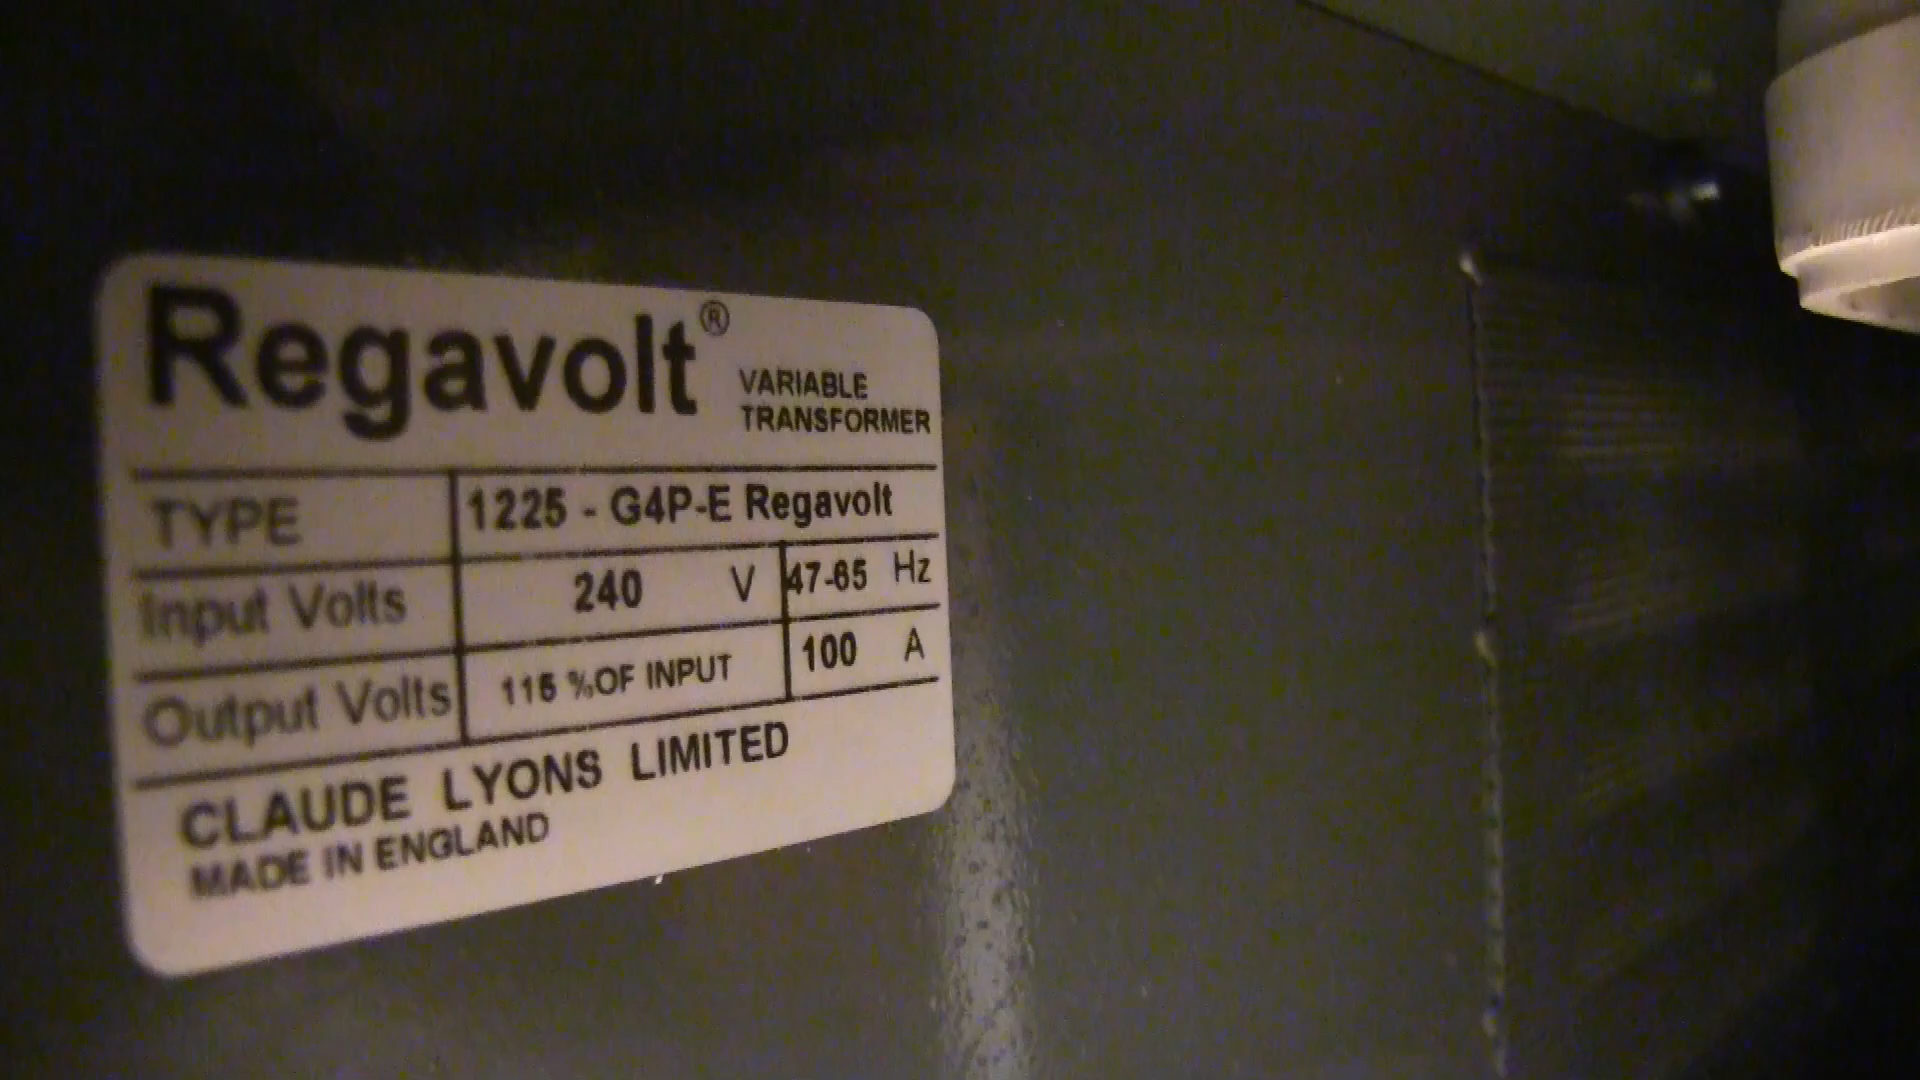 Regavolt®
VARIABLE
TRANSFORMER
TYPE 1225 - G4P-E Regavolt
Input Volts 240 V 47-65 Hz
Output Volts 115 %OF INPUT 100 A
CLAUDE LYONS LIMITED
MADE IN ENGLAND